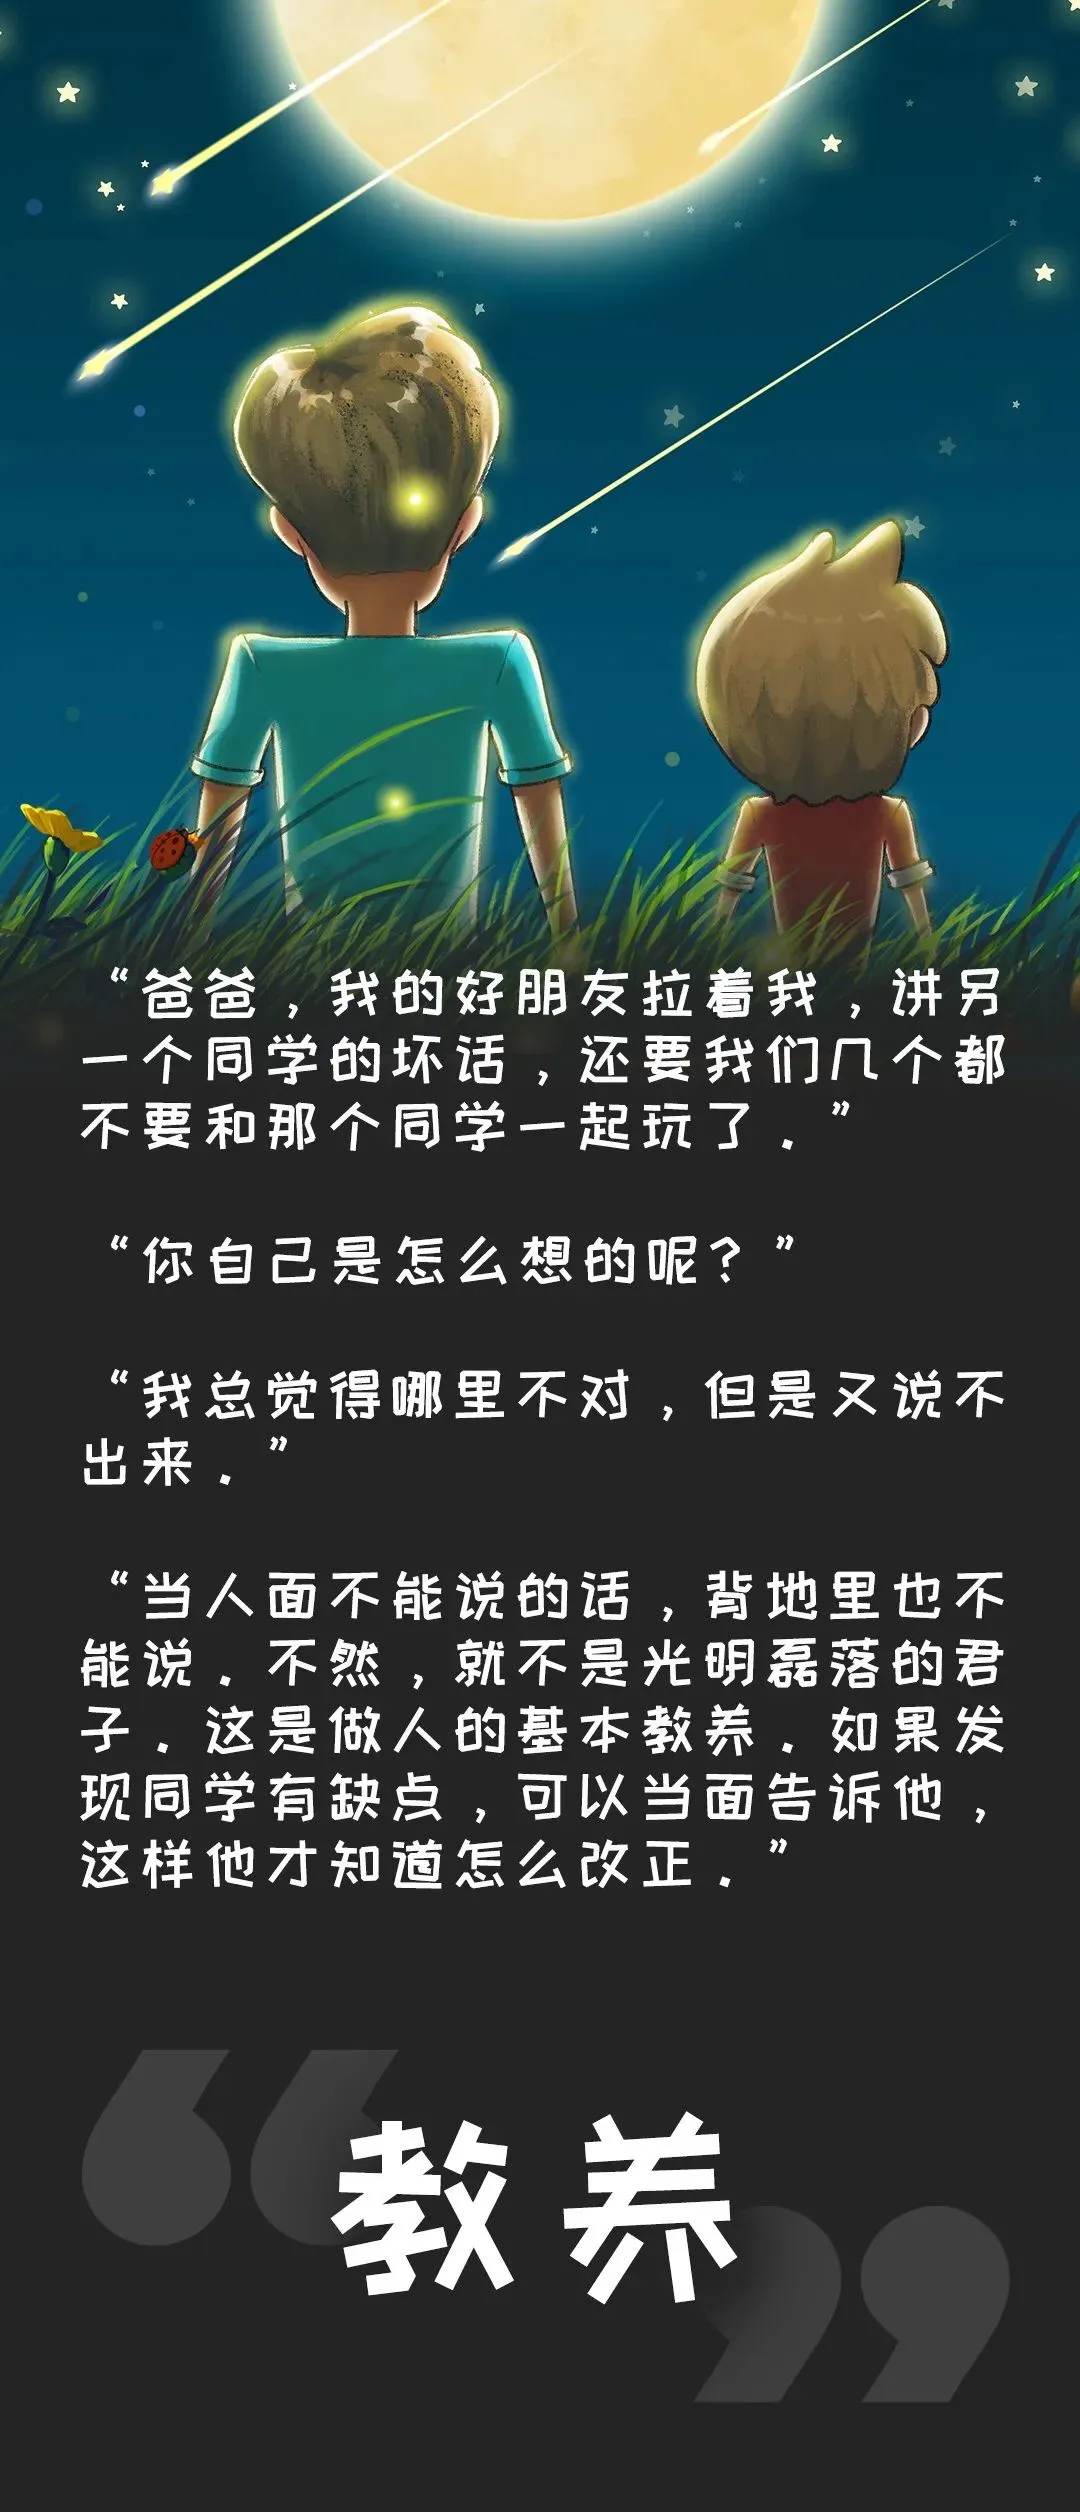 “爸爸，我的好朋友拉着我，讲另
一个同学的坏话，还要我们几个都
不要和那个同学一起玩了．”
“你自己是怎么想的呢？”
“我总觉得哪里不对，但是又说不
出来．”
“当人面不能说的话，背地里也不
能说．不然，就不是光明磊落的君
子．这是做人的基本教养．如果发
现同学有缺点，可以当面告诉他，
这样他才知道怎么改正．”
“教养”